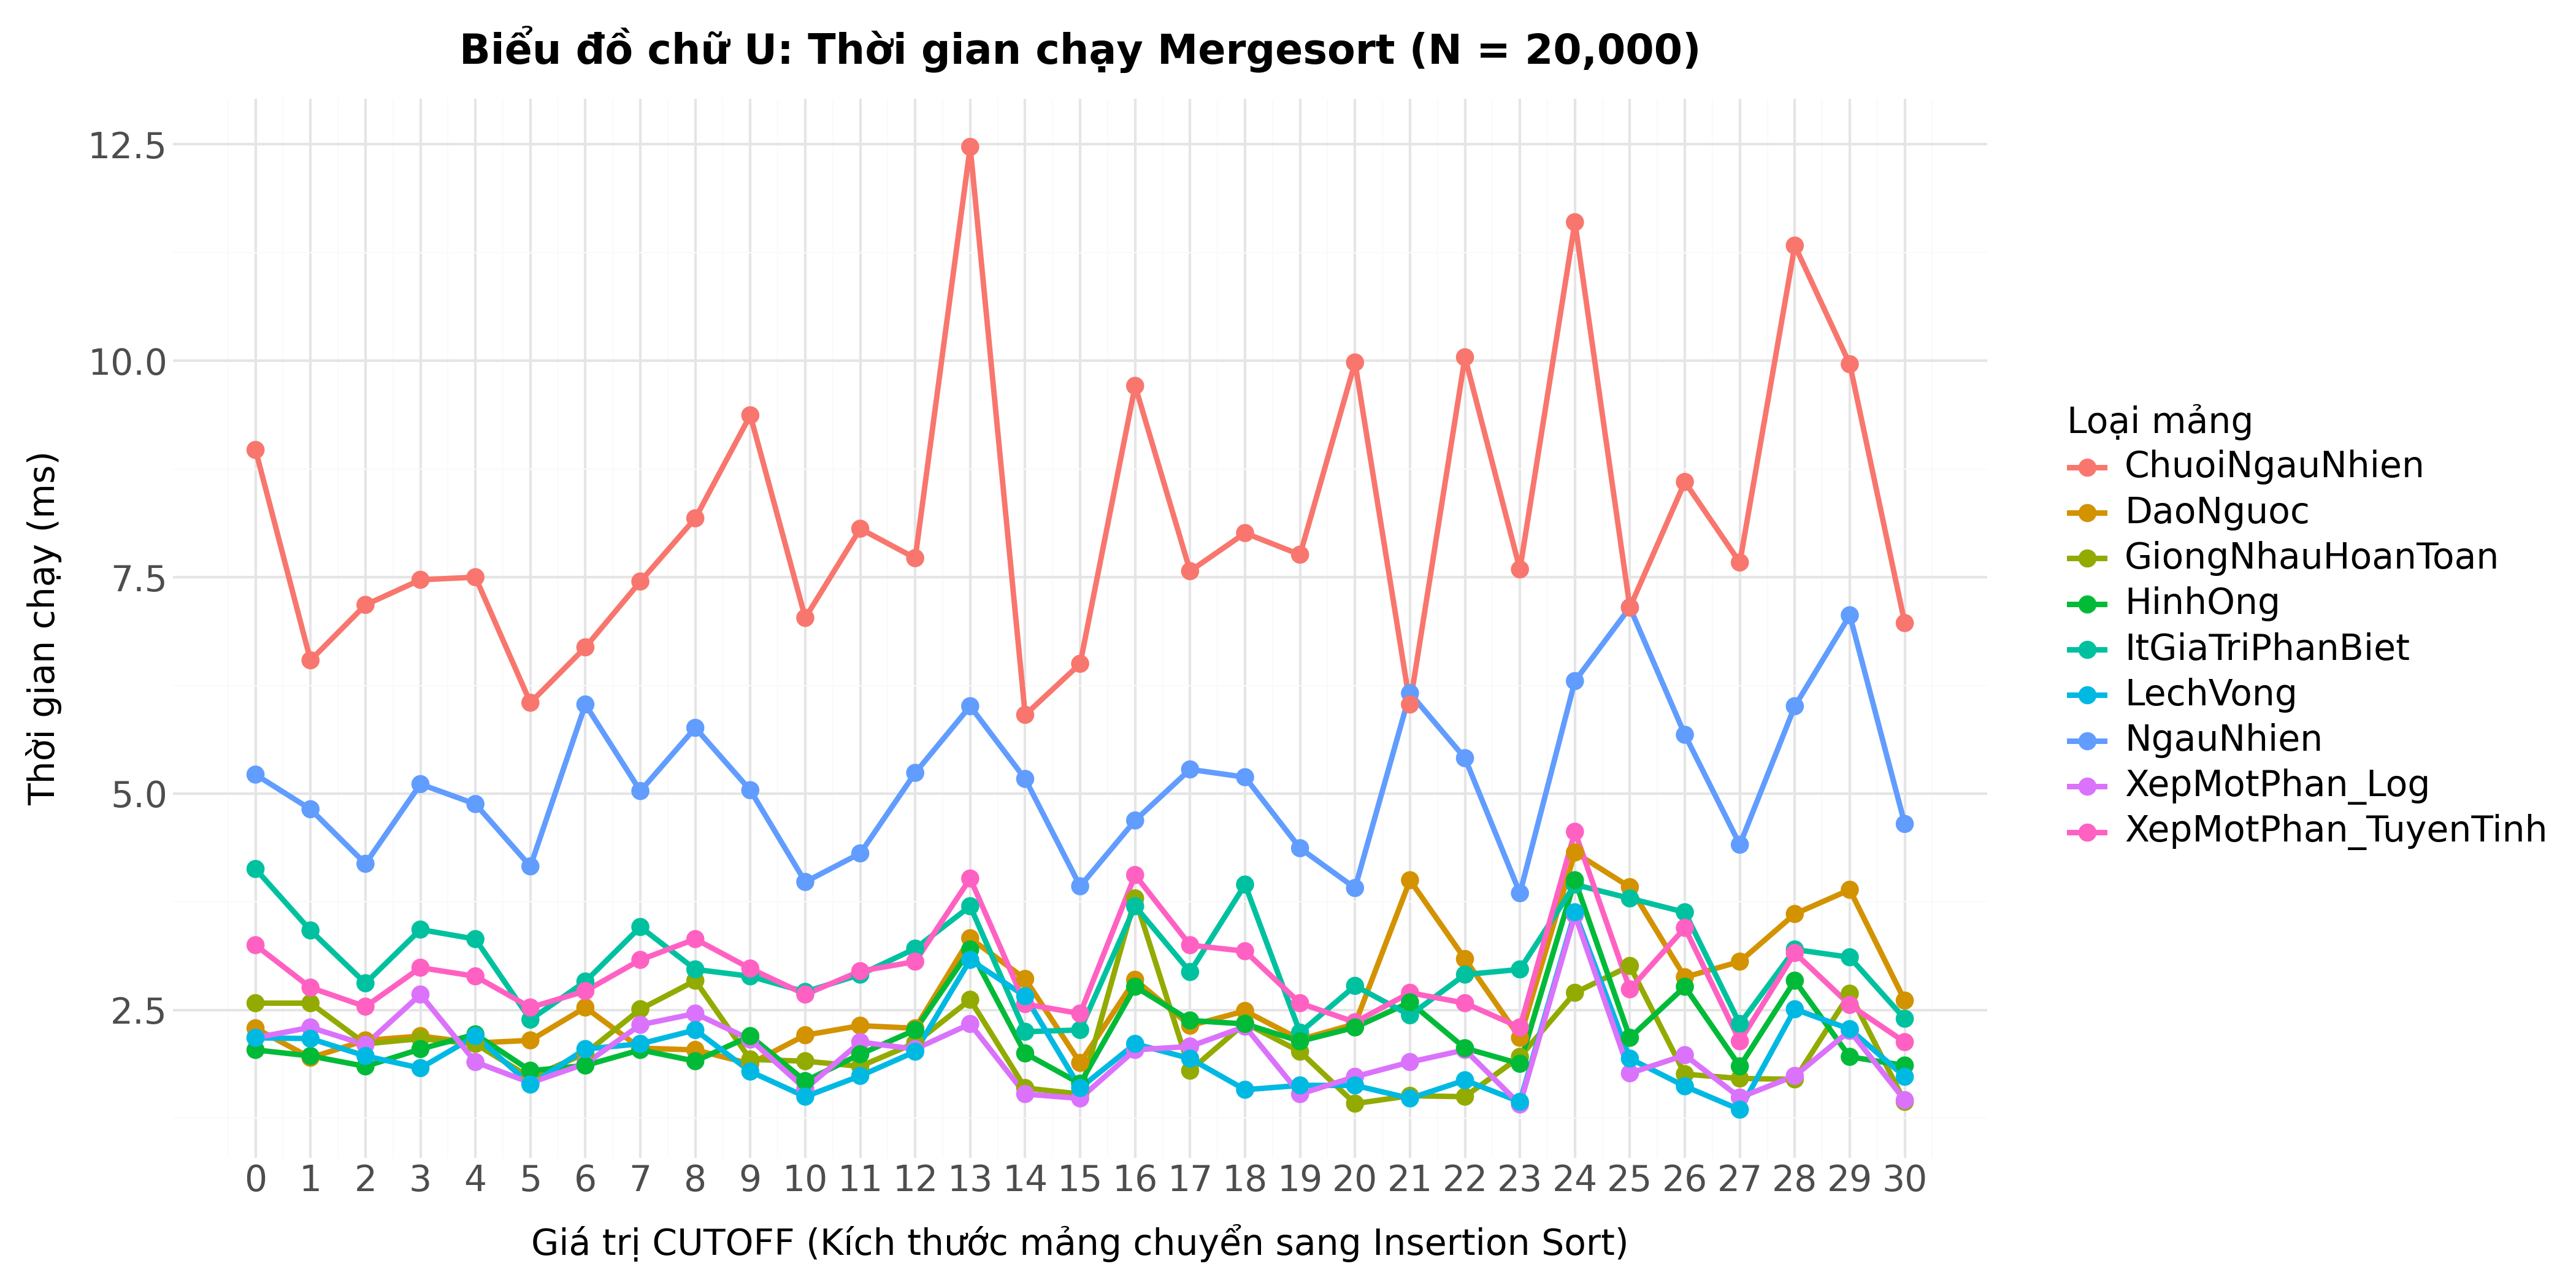 Biểu đồ chữ U: Thời gian chạy Mergesort (N = 20,000)
Thời gian chạy (ms)
12.5
10.0
7.5
5.0
2.5
0 1 2 3 4 5 6 7 8 9 10 11 12 13 14 15 16 17 18 19 20 21 22 23 24 25 26 27 28 29 30
Giá trị CUTOFF (Kích thước mảng chuyển sang Insertion Sort)
Loại mảng
ChuoiNgauNhien
DaoNguoc
GiongNhauHoanToan
HinhOng
ItGiaTriPhanBiet
LechVong
NgauNhien
XepMotPhan_Log
XepMotPhan_TuyenTinh